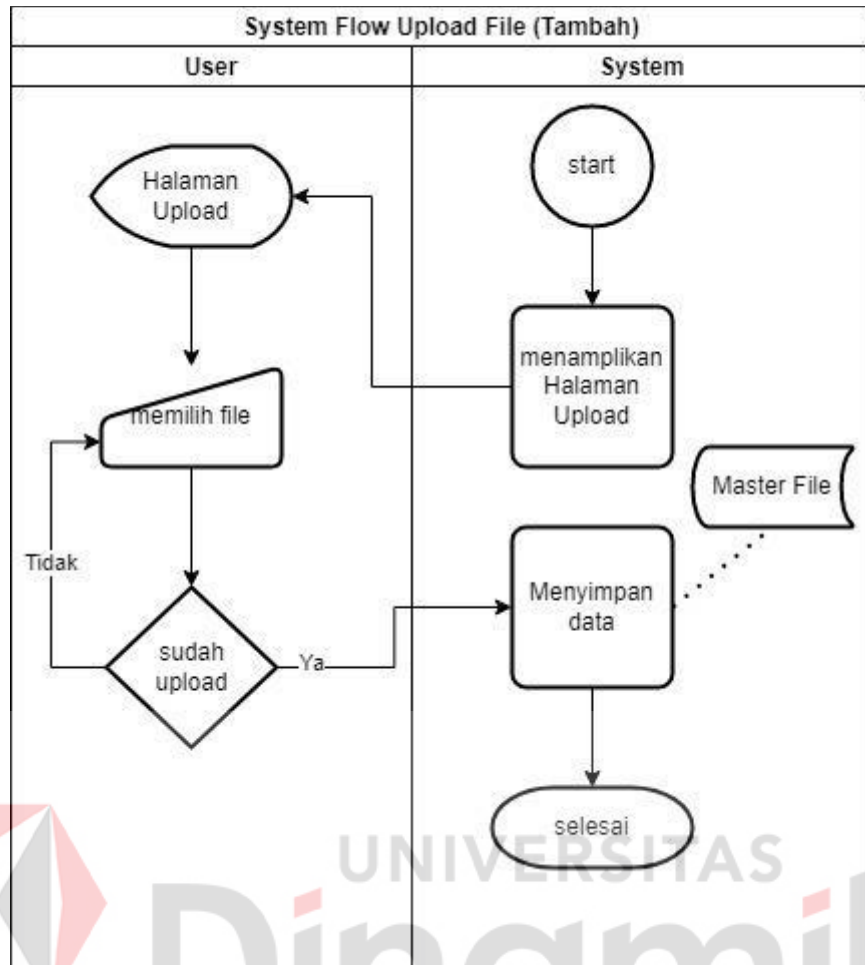 System Flow Upload File (Tambah)
User
System
start
menamplikan
Halaman
Upload
Halaman
Upload
memilih file
sudah
upload
Tidak
Ya
Menyimpan
data
Master File
selesai
UNIVERSITAS